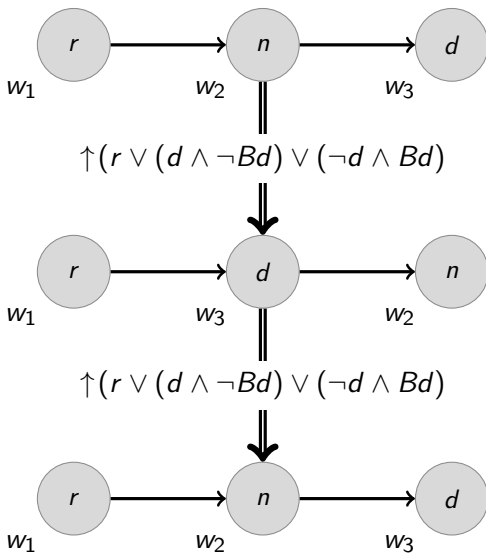 r n d
w₁ w₂ w₃
↑(r ∨ (d ∧ ¬Bd) ∨ (¬d ∧ Bd)
r d n
w₁ w₃ w₂
↑(r ∨ (d ∧ ¬Bd) ∨ (¬d ∧ Bd)
r n d
w₁ w₂ w₃